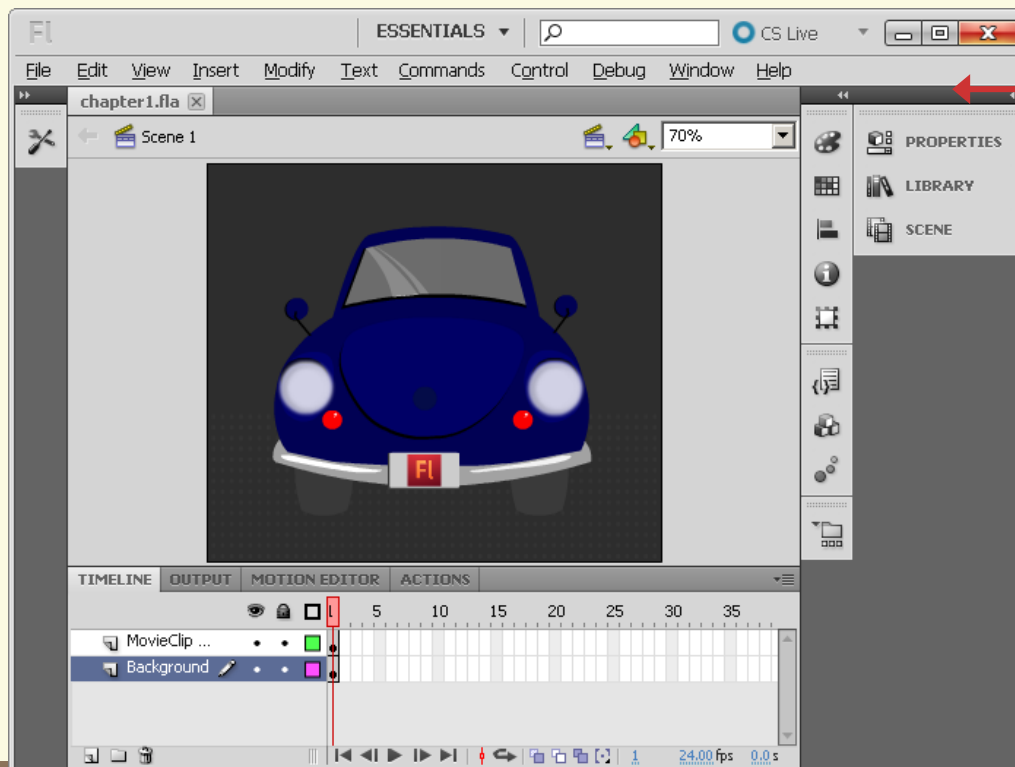 Fl ESSENTIALS CS Live
File Edit View Insert Modify Text Commands Control Debug Window Help
chapter1.fla
Scene 1 70%
PROPERTIES
LIBRARY
SCENE
Fl
TIMELINE OUTPUT MOTION EDITOR ACTIONS
1 5 10 15 20 25 30 35
MovieClip ...
Background
1 24.00 fps 0.0 s